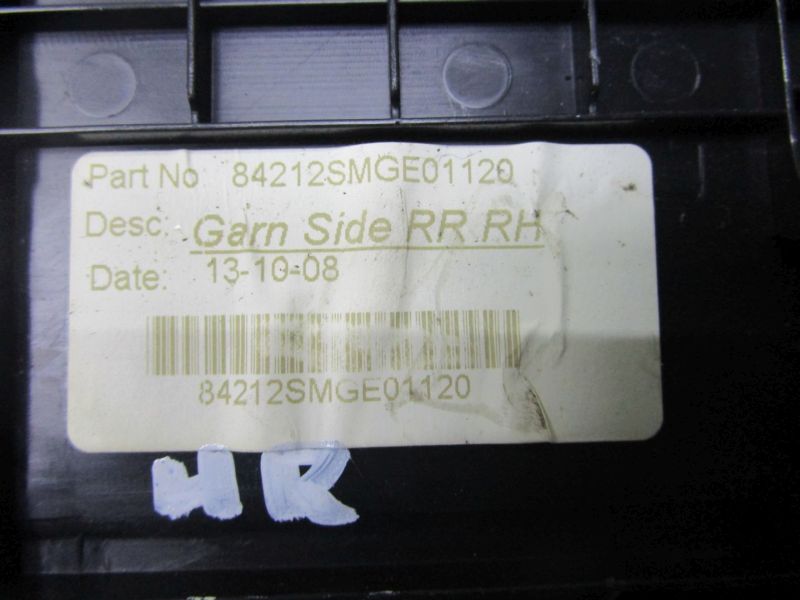 Part No 84212SMGE01120
Desc: Garn Side RR RH
Date: 13-10-08
84212SMGE01120
HR